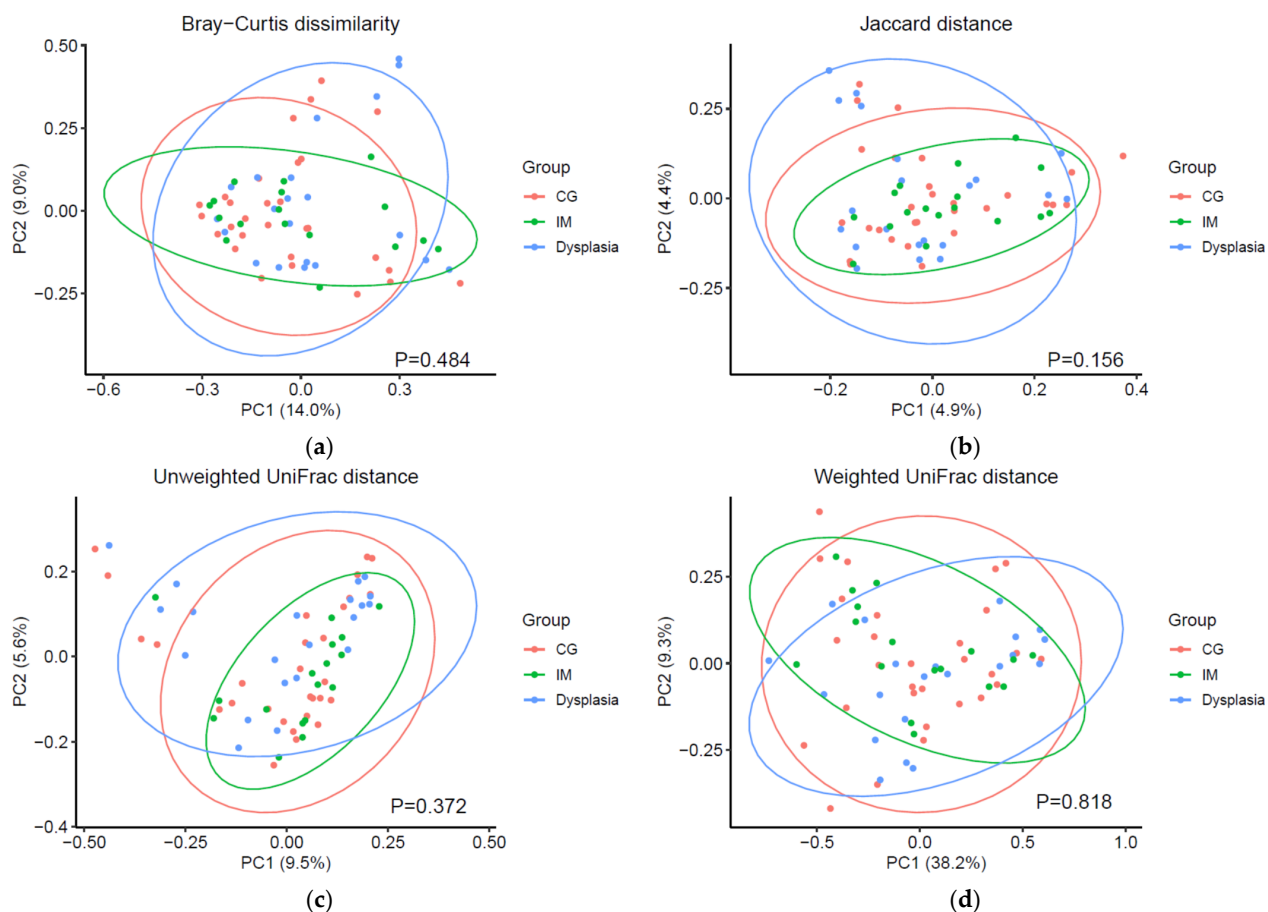 Bray−Curtis dissimilarity
0.50
0.25
0.00
−0.25
PC2 (9.0%)
−0.6
−0.3
0.0
0.3
PC1 (14.0%)
P=0.484
Group
CG
IM
Dysplasia
(a)
Jaccard distance
0.25
0.00
−0.25
PC2 (4.4%)
−0.2
0.0
0.2
0.4
PC1 (4.9%)
P=0.156
Group
CG
IM
Dysplasia
(b)
Unweighted UniFrac distance
0.2
0.0
−0.2
−0.4
PC2 (5.6%)
−0.50
−0.25
0.00
0.25
0.50
PC1 (9.5%)
P=0.372
Group
CG
IM
Dysplasia
(c)
Weighted UniFrac distance
0.25
0.00
−0.25
PC2 (9.3%)
−0.5
0.0
0.5
1.0
PC1 (38.2%)
P=0.818
Group
CG
IM
Dysplasia
(d)